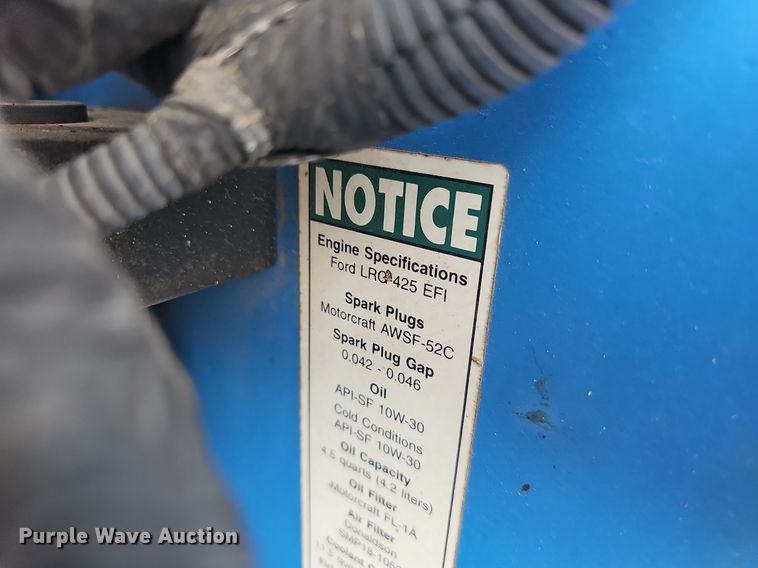 NOTICE
Engine Specifications
Ford LRG-425 EFI
Spark Plugs
Motorcraft AWSF-52C
Spark Plug Gap
0.042 - 0.046
Oil
API-SF 10W-30
Cold Conditions
API-SF 10W-30
Oil Capacity
4.5 quarts (4.2 liters)
Oil Filter
Motorcraft FL-1A
Air Filter
Donaldson
Coolant
Purple Wave Auction